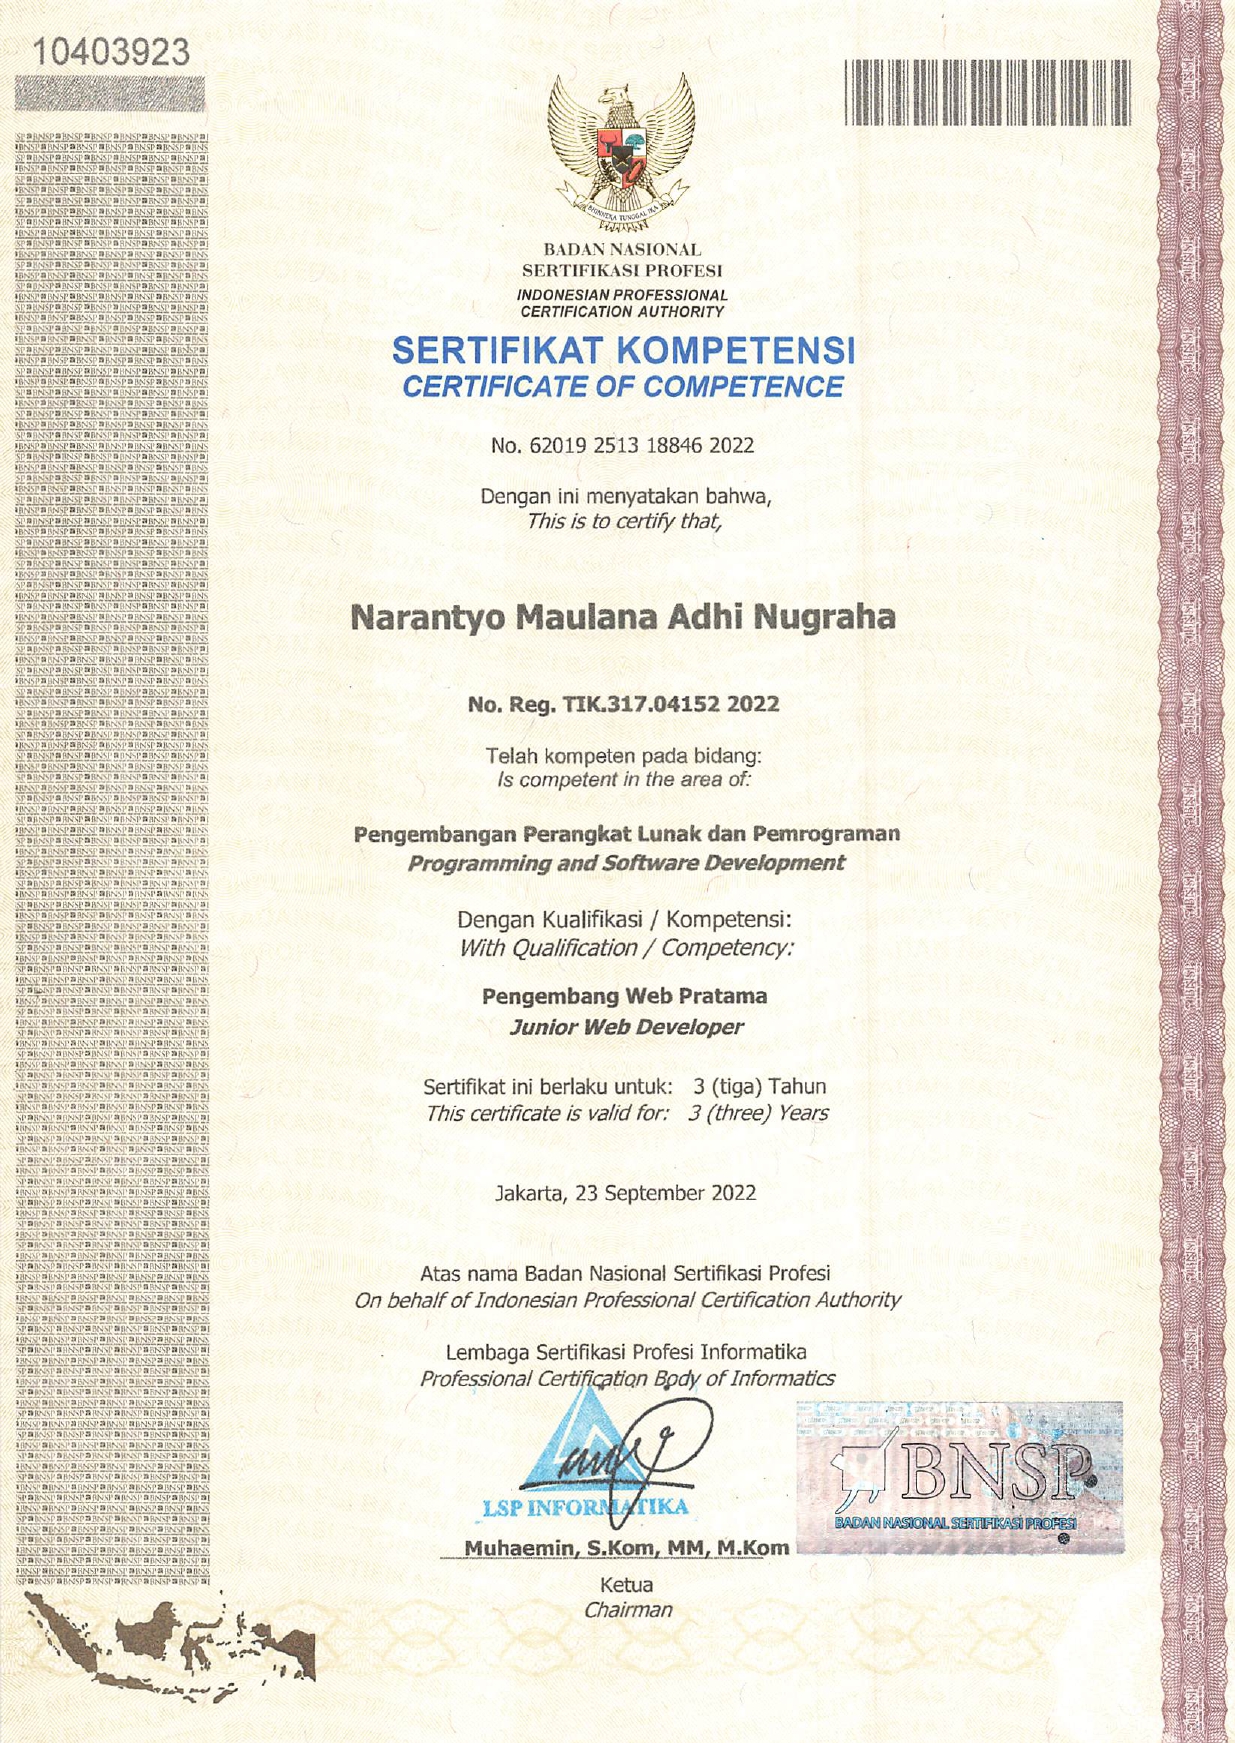 10403923
BHINNEKA TUNGGAL IKA
BADAN NASIONAL
SERTIFIKASI PROFESI
INDONESIAN PROFESSIONAL
CERTIFICATION AUTHORITY
SERTIFIKAT KOMPETENSI
CERTIFICATE OF COMPETENCE
No. 62019 2513 18846 2022
Dengan ini menyatakan bahwa,
This is to certify that,
Narantyo Maulana Adhi Nugraha
No. Reg. TIK.317.04152 2022
Telah kompeten pada bidang:
Is competent in the area of:
Pengembangan Perangkat Lunak dan Pemrograman
Programming and Software Development
Dengan Kualifikasi / Kompetensi:
With Qualification / Competency:
Pengembang Web Pratama
Junior Web Developer
Sertifikat ini berlaku untuk: 3 (tiga) Tahun
This certificate is valid for: 3 (three) Years
Jakarta, 23 September 2022
Atas nama Badan Nasional Sertifikasi Profesi
On behalf of Indonesian Professional Certification Authority
Lembaga Sertifikasi Profesi Informatika
Professional Certification Body of Informatics
LSP INFORMATIKA
BNSP
BADAN NASIONAL SERTIFIKASI PROFESI
Muhaemin, S.Kom, MM, M.Kom
Ketua
Chairman